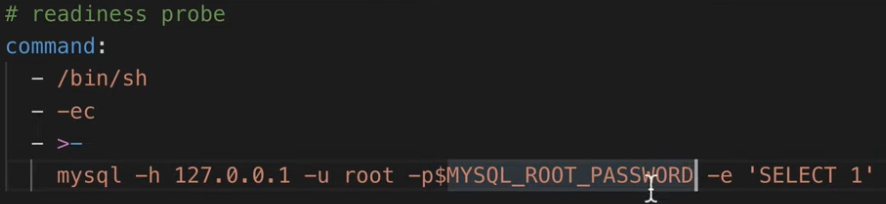 # readiness probe
command:
- /bin/sh
- -ec
- >-
mysql -h 127.0.0.1 -u root -p$MYSQL_ROOT_PASSWORD -e 'SELECT 1'